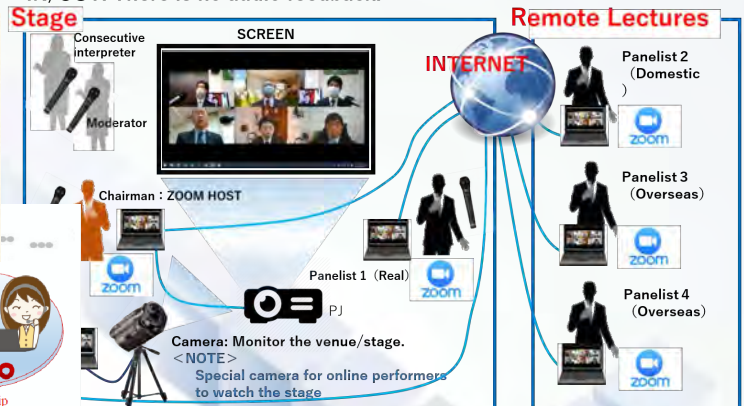 Stage
Remote Lectures
Consecutive
interpreter
Moderator
SCREEN
INTERNET
Panelist 2
（Domestic
）
zoom
Chairman：ZOOM HOST
zoom
Panelist 1（Real）
zoom
Panelist 3
（Overseas）
zoom
PJ
Panelist 4
（Overseas）
zoom
Camera: Monitor the venue/stage.
＜NOTE＞
Special camera for online performers
to watch the stage